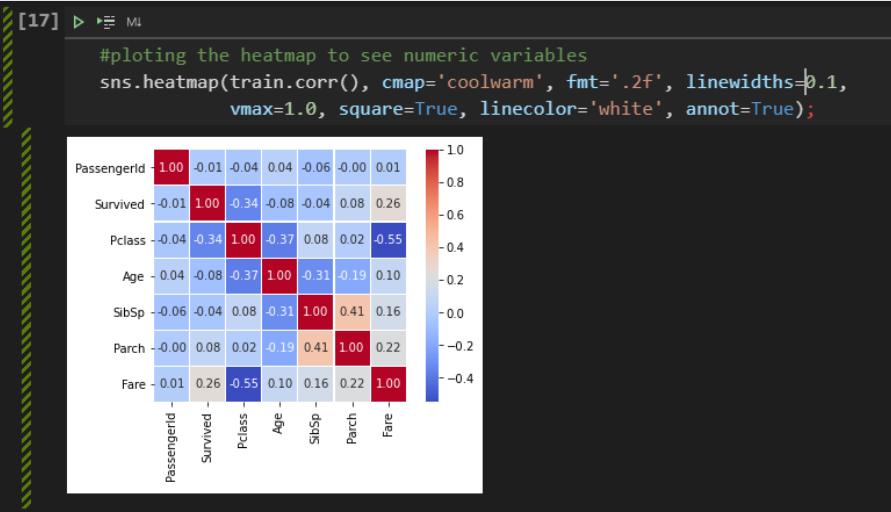 [17] M↓
#ploting the heatmap to see numeric variables
sns.heatmap(train.corr(), cmap='coolwarm', fmt='.2f', linewidths=0.1,
vmax=1.0, square=True, linecolor='white', annot=True);
PassengerId 1.00 -0.01 -0.04 0.04 -0.06 -0.00 0.01
Survived -0.01 1.00 -0.34 -0.08 -0.04 0.08 0.26
Pclass -0.04 -0.34 1.00 -0.37 0.08 0.02 -0.55
Age 0.04 -0.08 -0.37 1.00 -0.31 -0.19 0.10
SibSp -0.06 -0.04 0.08 -0.31 1.00 0.41 0.16
Parch -0.00 0.08 0.02 -0.19 0.41 1.00 0.22
Fare 0.01 0.26 -0.55 0.10 0.16 0.22 1.00
PassengerId
Survived
Pclass
Age
SibSp
Parch
Fare
1.0
0.8
0.6
0.4
0.2
0.0
−0.2
−0.4